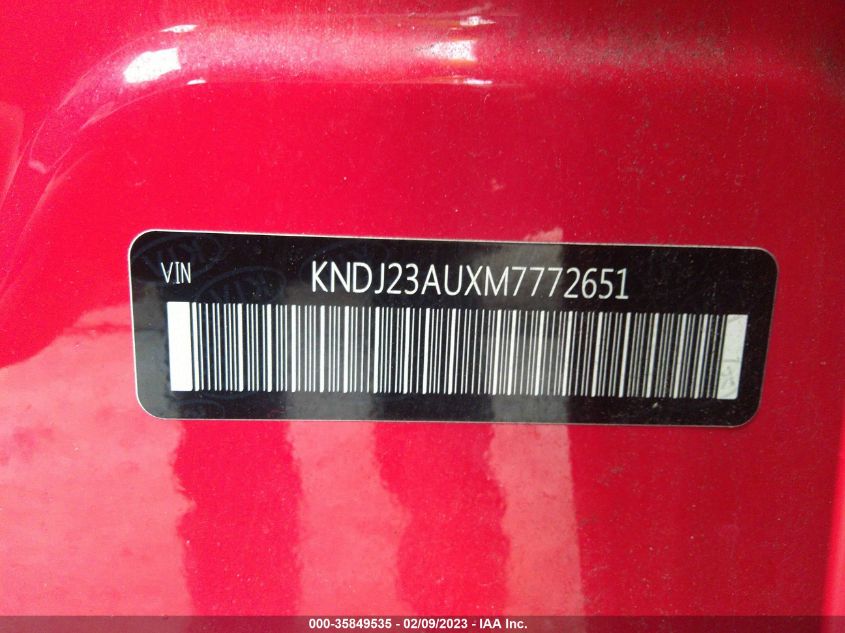 VIN KNDJ23AUXM7772651
000-35849535 - 02/09/2023 - IAA Inc.